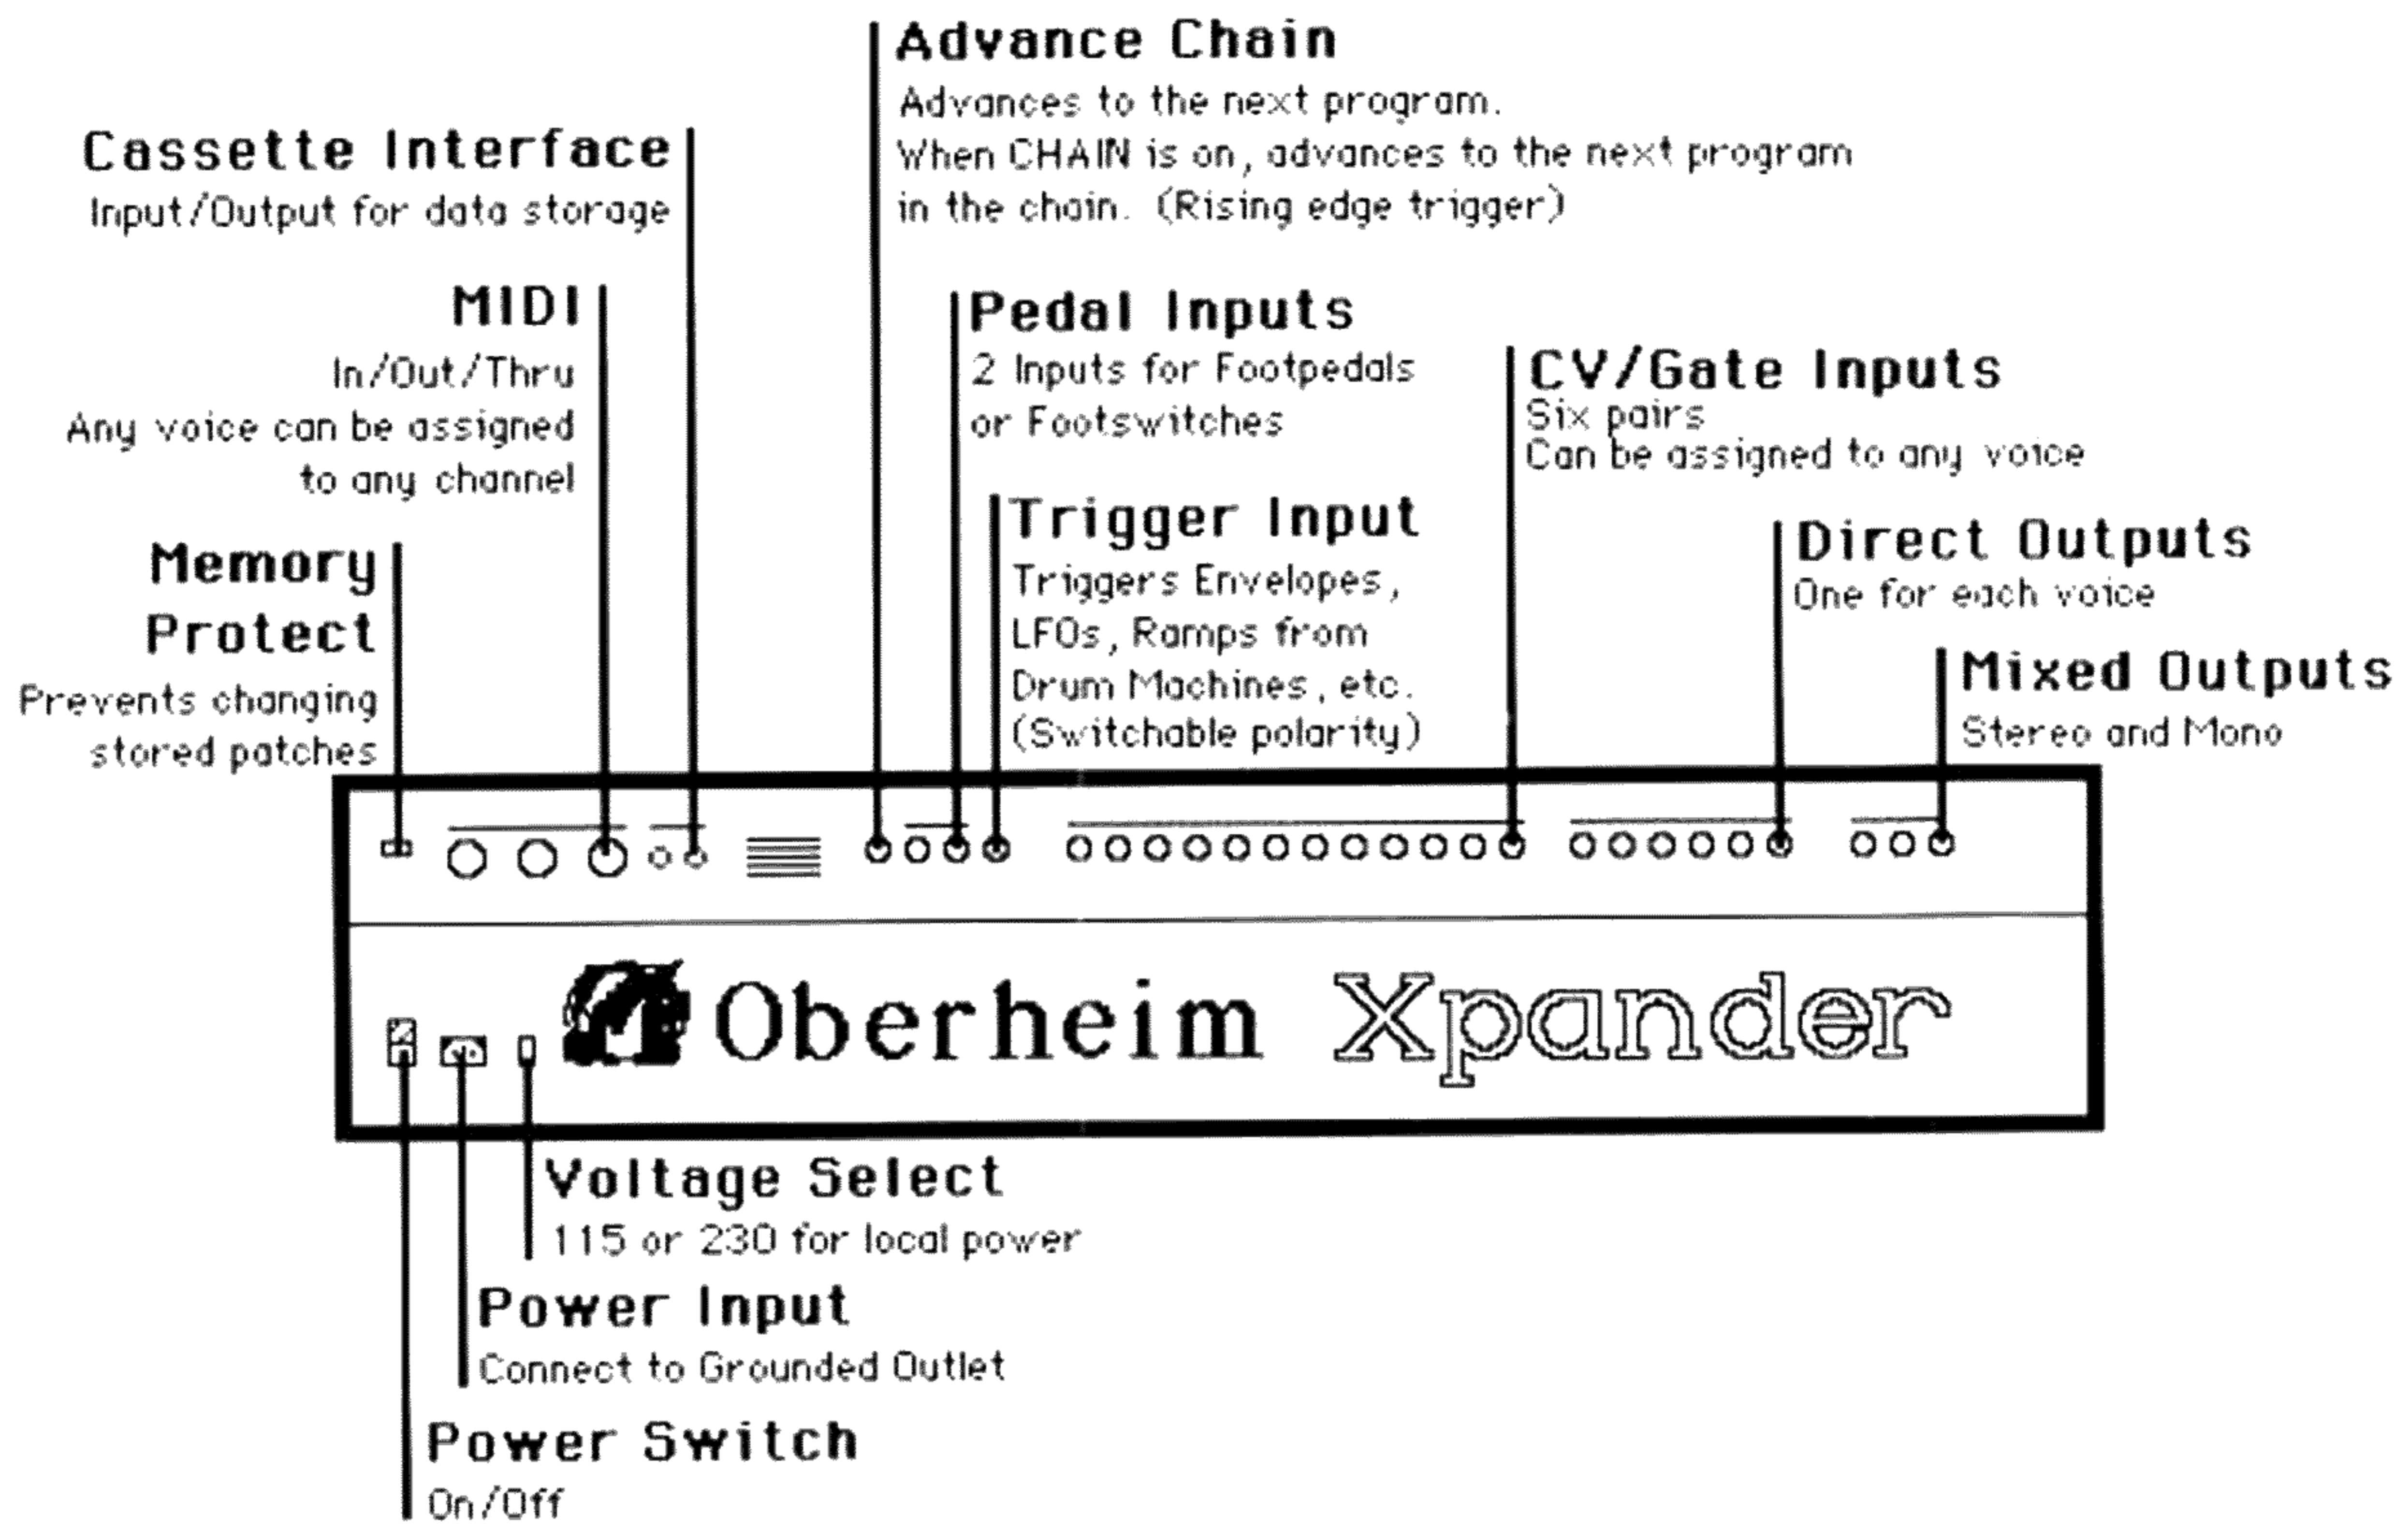 Advance Chain
Advances to the next program.
When CHAIN is on, advances to the next program
in the chain. (Rising edge trigger)
Cassette Interface
Input/Output for data storage
MIDI
In/Out/Thru
Any voice can be assigned
to any channel
Pedal Inputs
2 Inputs for Footpedals
or Footswitches
CV/Gate Inputs
Six pairs
Can be assigned to any voice
Memory
Protect
Prevents changing
stored patches
Trigger Input
Triggers Envelopes,
LFOs, Ramps from
Drum Machines, etc.
(Switchable polarity)
Direct Outputs
One for each voice
Mixed Outputs
Stereo and Mono
Oberheim Xpander
Voltage Select
115 or 230 for local power
Power Input
Connect to Grounded Outlet
Power Switch
On/Off